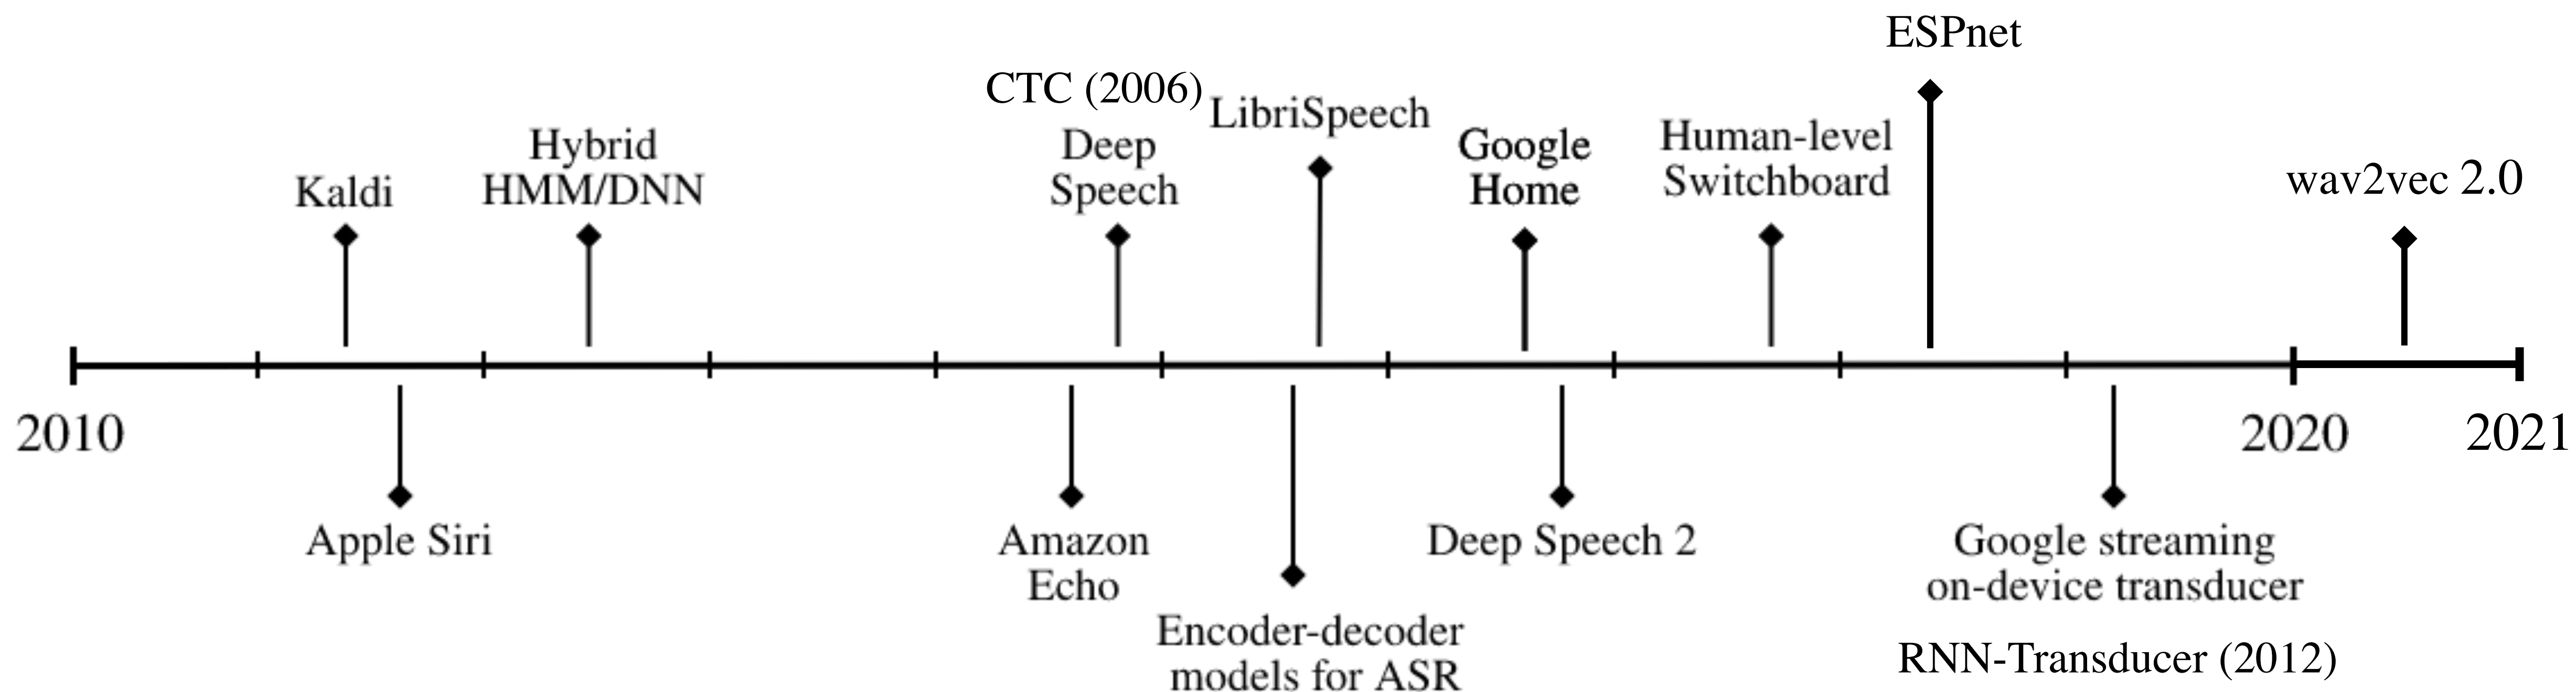 ESPnet
CTC (2006)
LibriSpeech
Deep
Speech
Hybrid
HMM/DNN
Kaldi
Google
Home
Human-level
Switchboard
wav2vec 2.0
2010
2020
2021
Apple Siri
Amazon
Echo
Encoder-decoder
models for ASR
Deep Speech 2
Google streaming
on-device transducer
RNN-Transducer (2012)